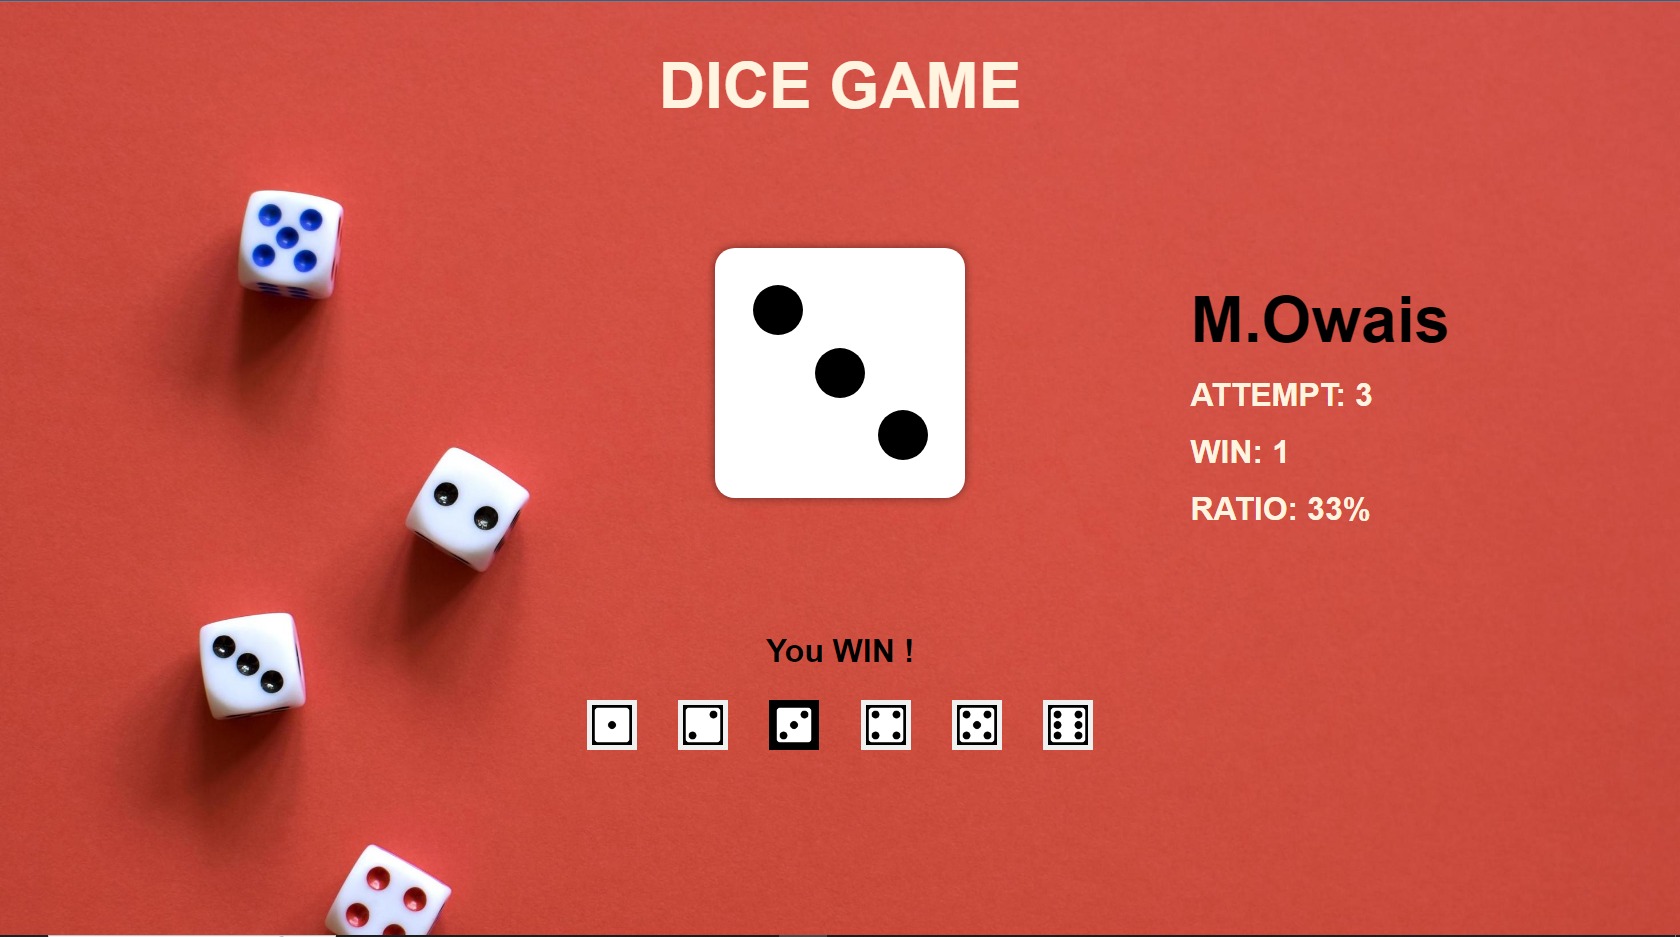 DICE GAME
M.Owais
ATTEMPT: 3
WIN: 1
RATIO: 33%
You WIN !